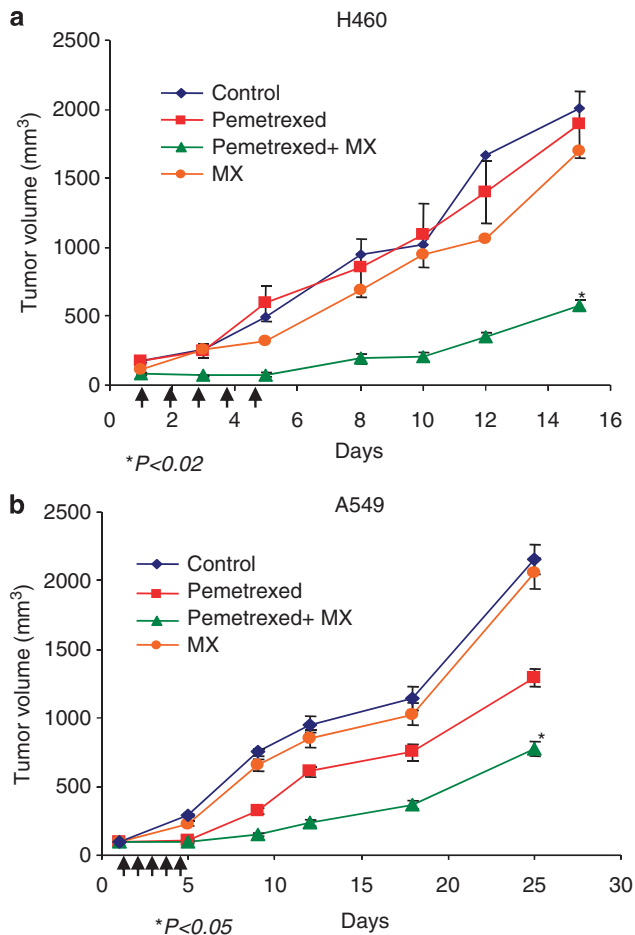 a
H460
2500
2000
1500
1000
500
0
Tumor volume (mm³)
Control
Pemetrexed
Pemetrexed+ MX
MX
*
0 2 4 6 8 10 12 14 16
Days
*P<0.02
b
A549
2500
2000
1500
1000
500
0
Tumor volume (mm³)
Control
Pemetrexed
Pemetrexed+ MX
MX
*
0 5 10 15 20 25 30
Days
*P<0.05